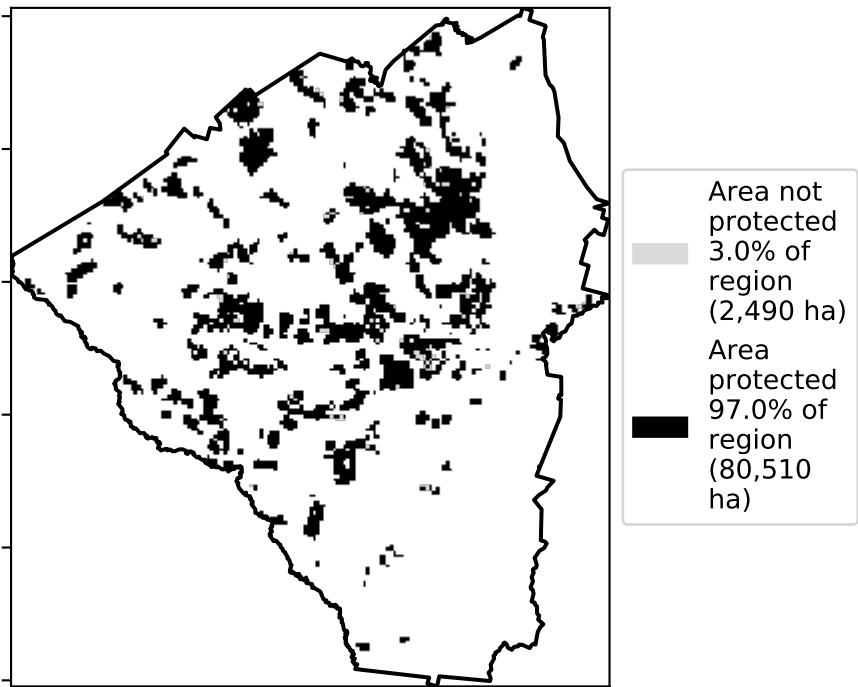 Area not
protected
3.0% of
region
(2,490 ha)
Area
protected
97.0% of
region
(80,510
ha)